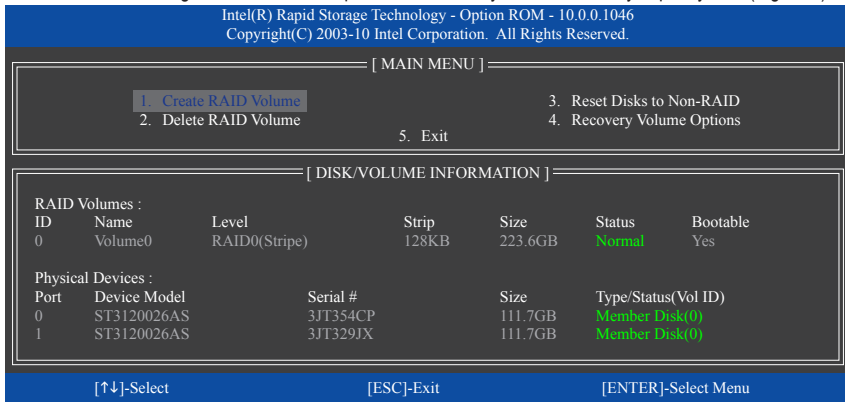 Intel(R) Rapid Storage Technology - Option ROM - 10.0.0.1046
Copyright(C) 2003-10 Intel Corporation. All Rights Reserved.
[ MAIN MENU ]
1. Create RAID Volume 3. Reset Disks to Non-RAID
2. Delete RAID Volume 4. Recovery Volume Options
5. Exit
[ DISK/VOLUME INFORMATION ]
RAID Volumes :
ID Name Level Strip Size Status Bootable
0 Volume0 RAID0(Stripe) 128KB 223.6GB Normal Yes
Physical Devices :
Port Device Model Serial # Size Type/Status(Vol ID)
0 ST3120026AS 3JT354CP 111.7GB Member Disk(0)
1 ST3120026AS 3JT329JX 111.7GB Member Disk(0)
[↑↓]-Select [ESC]-Exit [ENTER]-Select Menu